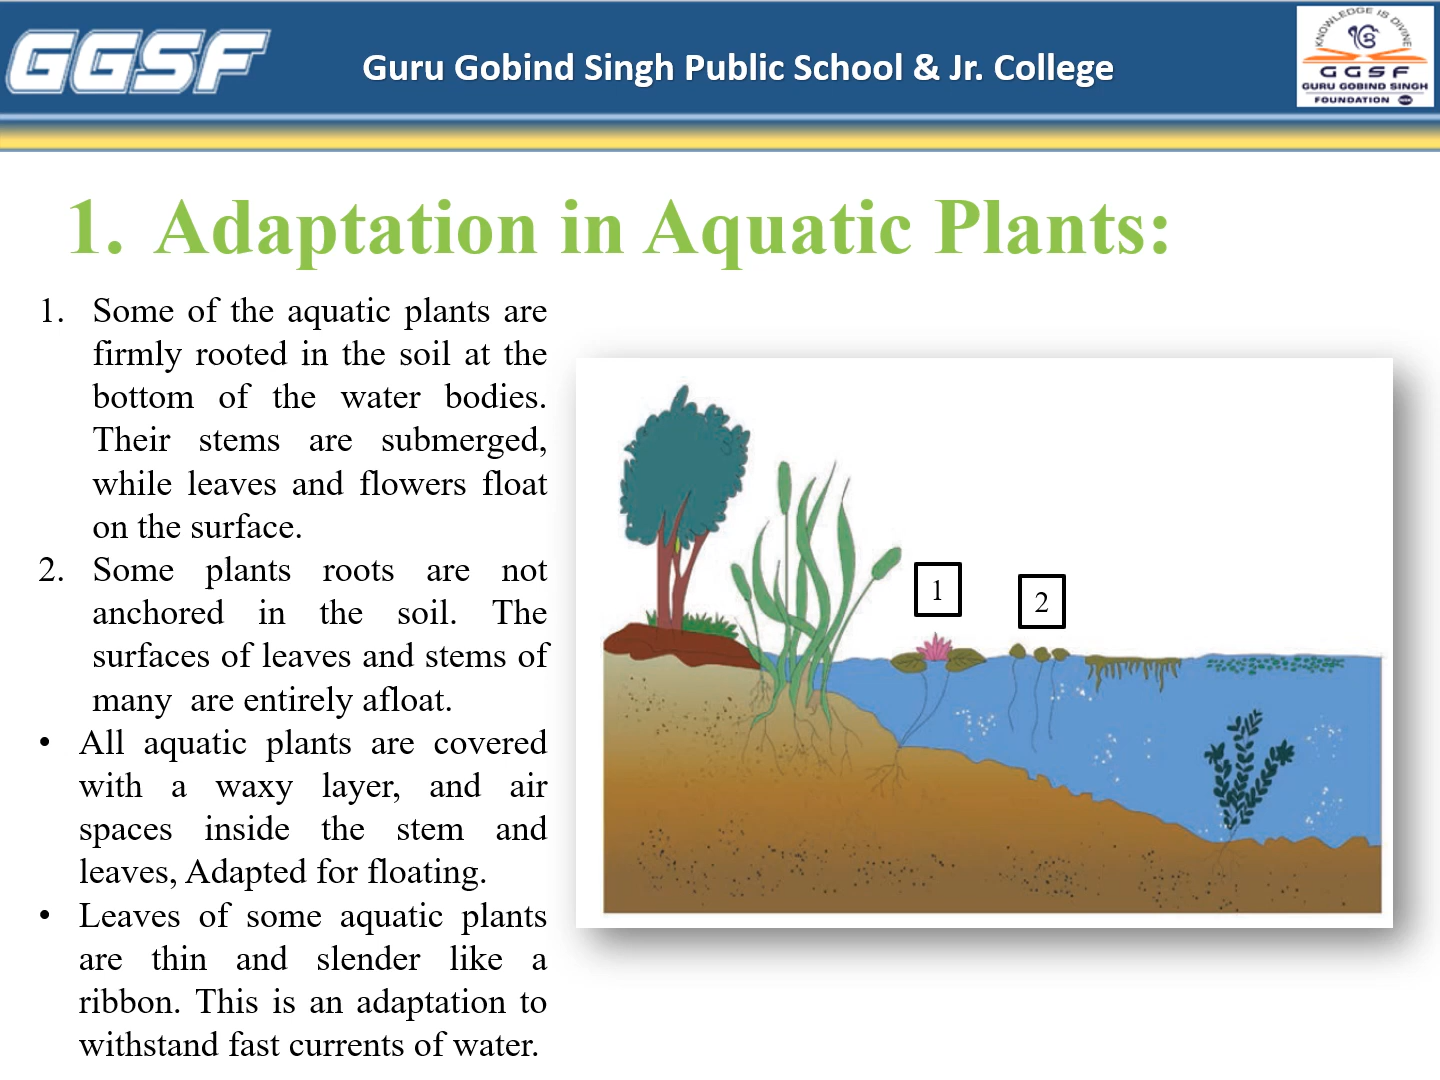 GGSF
Guru Gobind Singh Public School & Jr. College
KNOWLEDGE IS DIVINE
GGSF
GURU GOBIND SINGH
FOUNDATION
1. Adaptation in Aquatic Plants:
1. Some of the aquatic plants are
firmly rooted in the soil at the
bottom of the water bodies.
Their stems are submerged,
while leaves and flowers float
on the surface.
2. Some plants roots are not
anchored in the soil. The
surfaces of leaves and stems of
many are entirely afloat.
• All aquatic plants are covered
with a waxy layer, and air
spaces inside the stem and
leaves, Adapted for floating.
• Leaves of some aquatic plants
are thin and slender like a
ribbon. This is an adaptation to
withstand fast currents of water.
1
2